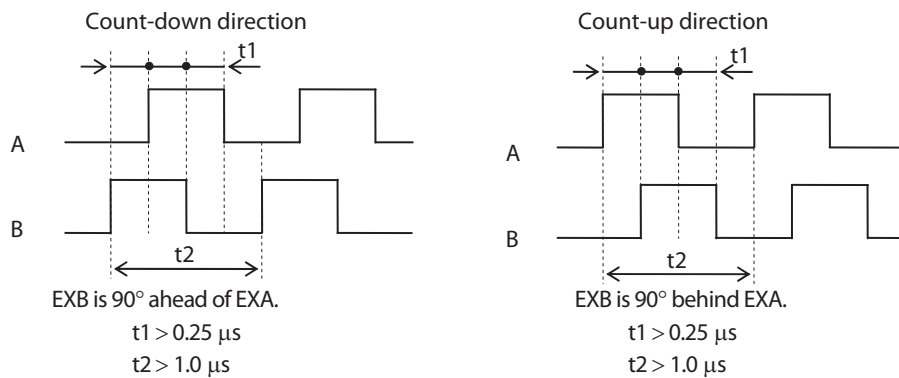 Count-down direction
t1
A
B
t2
EXB is 90° ahead of EXA.
t1 > 0.25 μs
t2 > 1.0 μs
Count-up direction
t1
A
B
t2
EXB is 90° behind EXA.
t1 > 0.25 μs
t2 > 1.0 μs